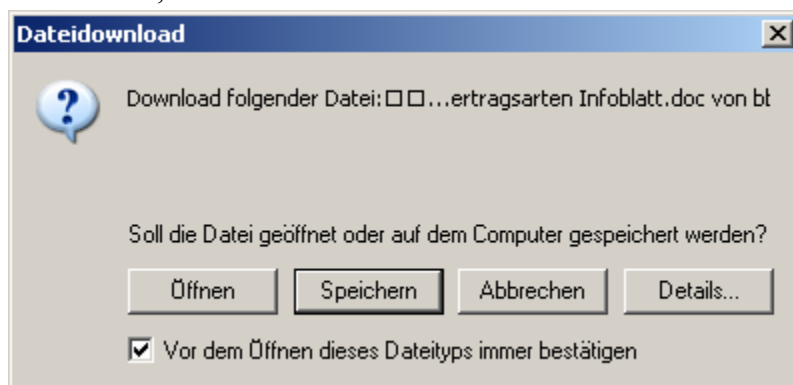 Dateidownload
Download folgender Datei:□□...ertragsarten Infoblatt.doc von
Soll die Datei geöffnet oder auf dem Computer gespeichert werden?
Öffnen Speichern Abbrechen Details...
Vor dem Öffnen dieses Dateityps immer bestätigen